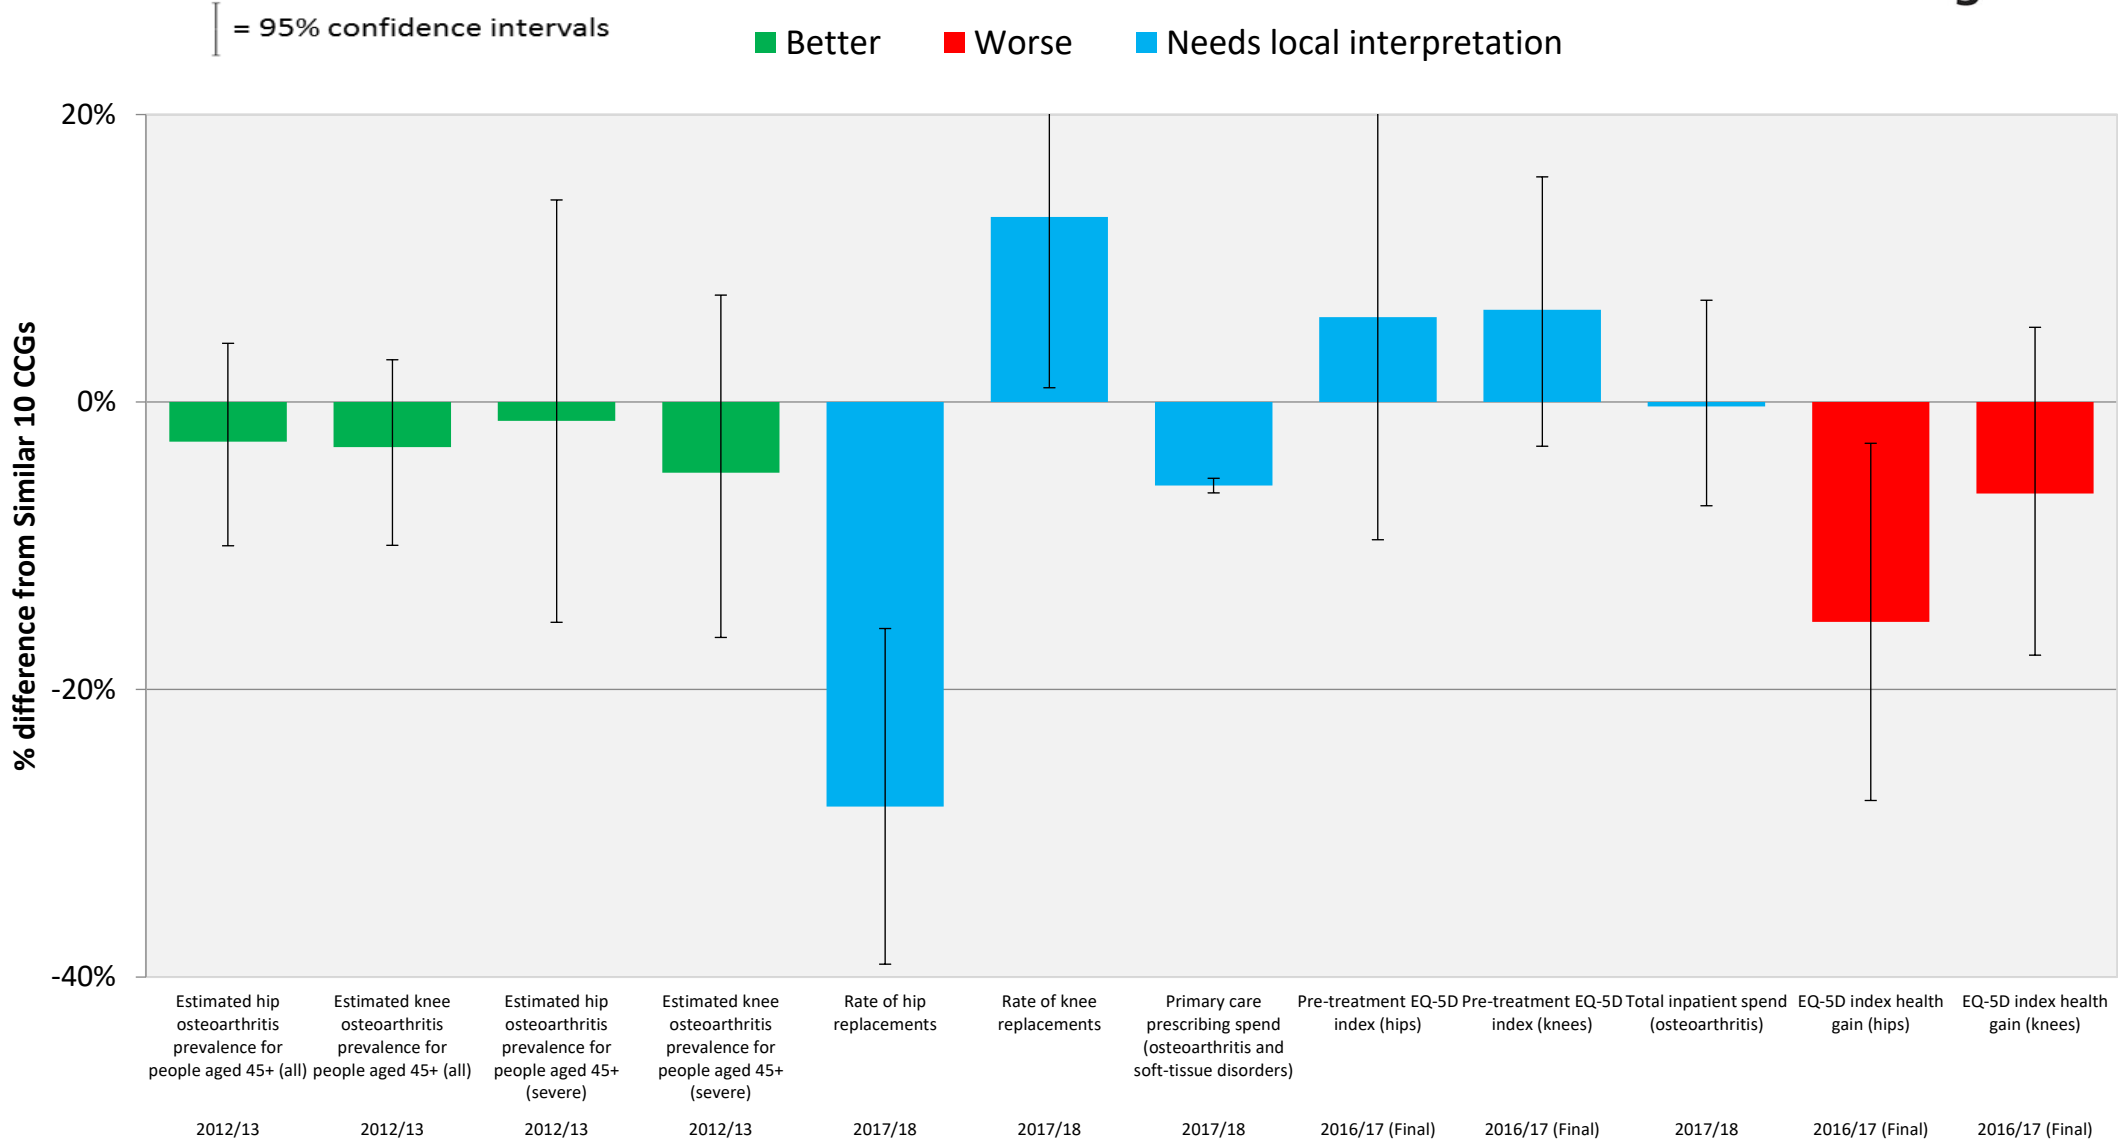 = 95% confidence intervals
Better
Worse
Needs local interpretation
20%
0%
-20%
-40%
% difference from Similar 10 CCGs
Estimated hip
osteoarthritis
prevalence for
people aged 45+ (all)
2012/13
Estimated knee
osteoarthritis
prevalence for
people aged 45+ (all)
2012/13
Estimated hip
osteoarthritis
prevalence for
people aged 45+
(severe)
2012/13
Estimated knee
osteoarthritis
prevalence for
people aged 45+
(severe)
2012/13
Rate of hip
replacements
2017/18
Rate of knee
replacements
2017/18
Primary care
prescribing spend
(osteoarthritis and
soft-tissue disorders)
2017/18
Pre-treatment EQ-5D
index (hips)
2016/17 (Final)
Pre-treatment EQ-5D
index (knees)
2016/17 (Final)
Total inpatient spend
(osteoarthritis)
2017/18
EQ-5D index health
gain (hips)
2016/17 (Final)
EQ-5D index health
gain (knees)
2016/17 (Final)